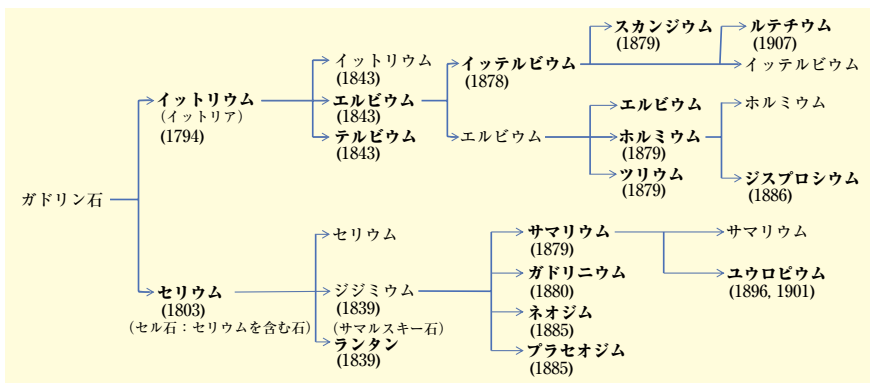 ガドリン石
イットリウム
（イットリア）
(1794)
イットリウム
(1843)
エルビウム
(1843)
テルビウム
(1843)
イッテルビウム
(1878)
スカンジウム
(1879)
ルテチウム
(1907)
イッテルビウム
エルビウム
エルビウム
ホルミウム
(1879)
ツリウム
(1879)
ホルミウム
ジスプロシウム
(1886)
セリウム
(1803)
（セル石：セリウムを含む石）
セリウム
ジジミウム
(1839)
（サマルスキー石）
ランタン
(1839)
サマリウム
(1879)
ガドリニウム
(1880)
ネオジム
(1885)
プラセオジム
(1885)
サマリウム
ユウロピウム
(1896, 1901)